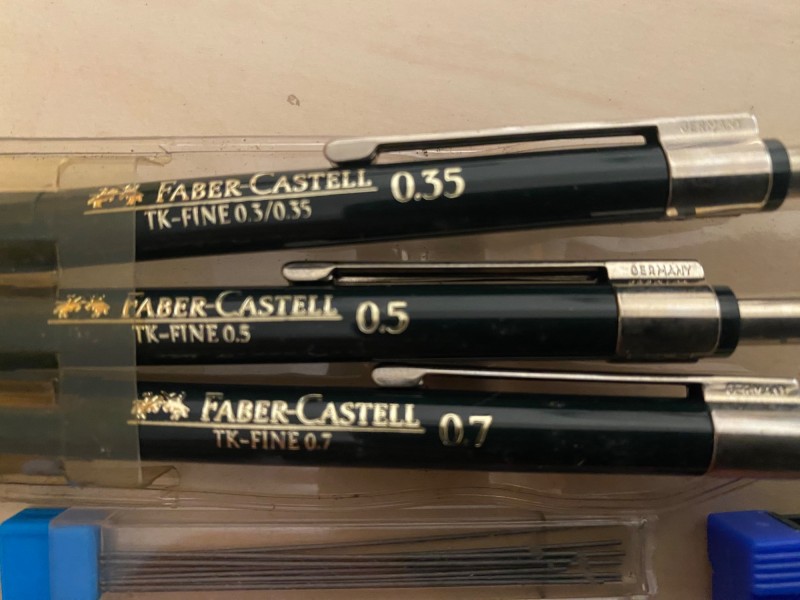 GERMANY
FABER-CASTELL 0.35
TK-FINE 0.3/0.35
GERMANY
FABER-CASTELL 0.5
TK-FINE 0.5
GERMANY
FABER-CASTELL 0.7
TK-FINE 0.7